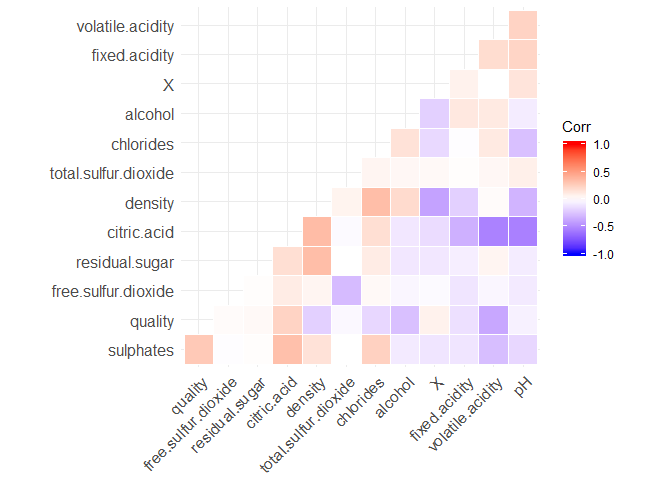 volatile.acidity
fixed.acidity
X
alcohol
chlorides
total.sulfur.dioxide
density
citric.acid
residual.sugar
free.sulfur.dioxide
quality
sulphates
quality
free.sulfur.dioxide
residual.sugar
citric.acid
density
total.sulfur.dioxide
chlorides
alcohol
X
fixed.acidity
volatile.acidity
pH
Corr
1.0
0.5
0.0
-0.5
-1.0